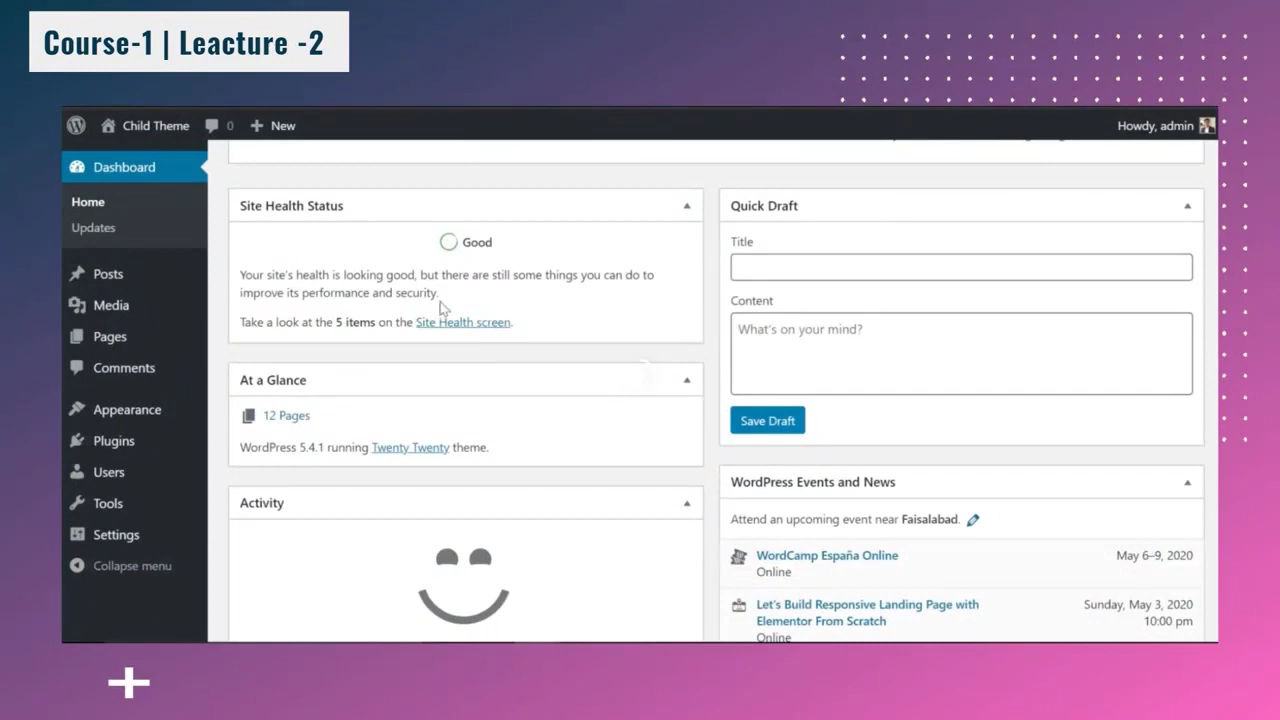 Course-1 | Leacture -2
Child Theme
0
New
Howdy, admin
Dashboard
Home
Updates
Posts
Media
Pages
Comments
Appearance
Plugins
Users
Tools
Settings
Collapse menu
Site Health Status
Good
Your site's health is looking good, but there are still some things you can do to
improve its performance and security.
Take a look at the 5 items on the Site Health screen.
At a Glance
12 Pages
WordPress 5.4.1 running Twenty Twenty theme.
Activity
Quick Draft
Title
Content
What's on your mind?
Save Draft
WordPress Events and News
Attend an upcoming event near Faisalabad.
WordCamp España Online
May 6–9, 2020
Online
Let's Build Responsive Landing Page with
Sunday, May 3, 2020
Elementor From Scratch
10:00 pm
Online